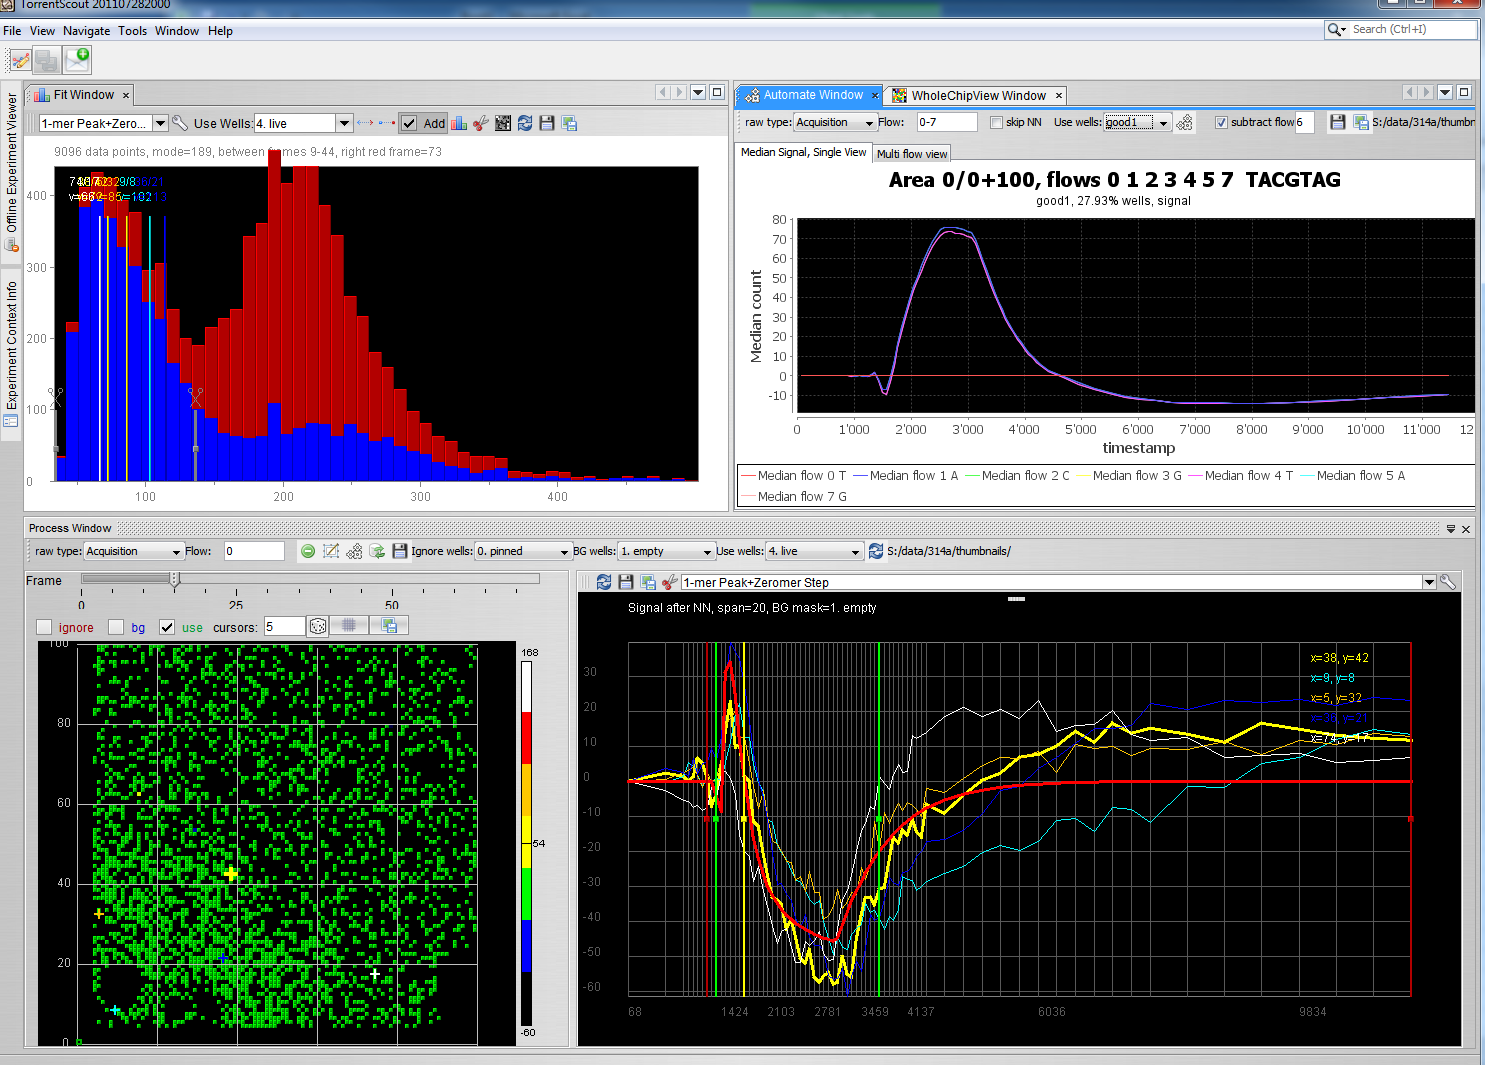 TorrentScout 201107282000
File View Navigate Tools Window Help
Search (Ctrl+I)
Offline Experiment Viewer
Experiment Context Info
Fit Window
1-mer Peak+Zero... Use Wells: 4. live Add
9096 data points, mode=189, between frames 9-44, right red frame=73
400
300
200
100
0
100 200 300 400
Automate Window WholeChipView Window
raw type: Acquisition Flow: 0-7 skip NN Use wells: good1 subtract flow 6 S:/data/314a/thumbn
Median Signal, Single View Multi flow view
Area 0/0+100, flows 0 1 2 3 4 5 7 TACGTAG
good1, 27.93% wells, signal
Median count
80
70
60
50
40
30
20
10
0
-10
0 1'000 2'000 3'000 4'000 5'000 6'000 7'000 8'000 9'000 10'000 11'000 12
timestamp
Median flow 0 T Median flow 1 A Median flow 2 C Median flow 3 G Median flow 4 T Median flow 5 A
Median flow 7 G
Process Window
raw type: Acquisition Flow: 0 Ignore wells: 0. pinned BG wells: 1. empty Use wells: 4. live S:/data/314a/thumbnails/
Frame
0 25 50
ignore bg use cursors: 5
100
80
60
40
20
0
168
54
-60
1-mer Peak+Zeromer Step
Signal after NN, span=20, BG mask=1. empty
x=38, y=42
x=9, y=8
x=5, y=32
30
20
10
0
-10
-20
-30
-40
-50
-60
68 1424 2103 2781 3459 4137 6036 9834